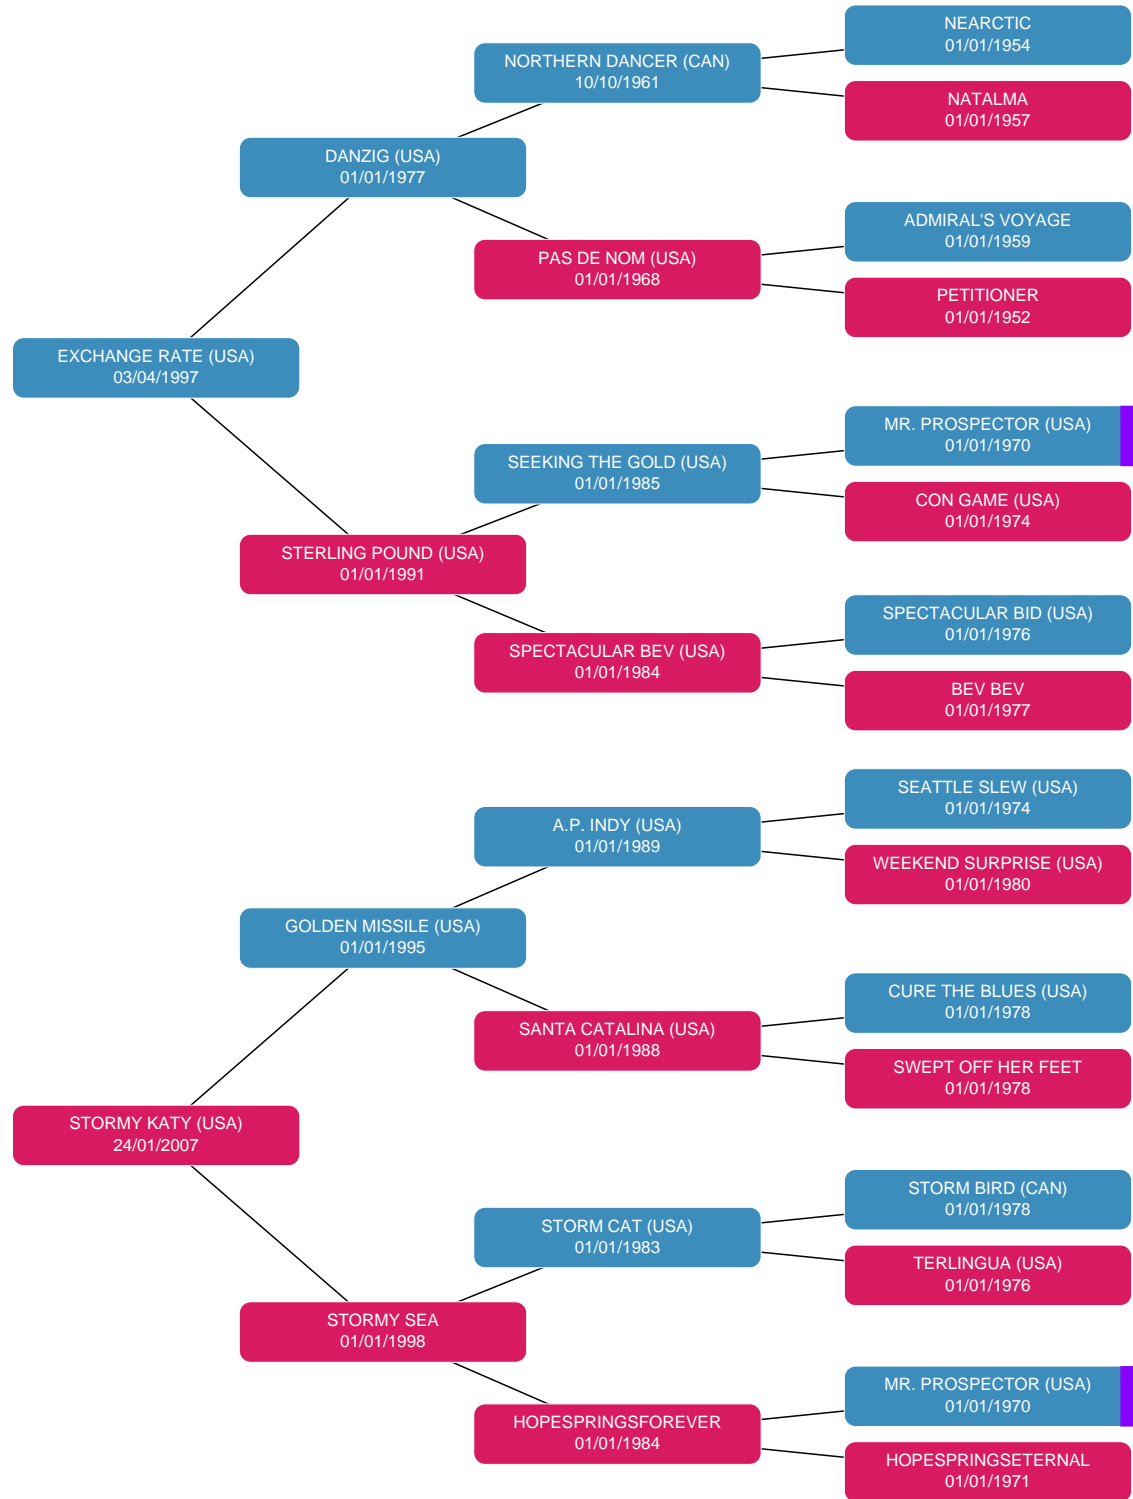 NEARCTIC
01/01/1954
NORTHERN DANCER (CAN)
10/10/1961
NATALMA
01/01/1957
DANZIG (USA)
01/01/1977
ADMIRAL'S VOYAGE
01/01/1959
PAS DE NOM (USA)
01/01/1968
PETITIONER
01/01/1952
EXCHANGE RATE (USA)
03/04/1997
MR. PROSPECTOR (USA)
01/01/1970
SEEKING THE GOLD (USA)
01/01/1985
CON GAME (USA)
01/01/1974
STERLING POUND (USA)
01/01/1991
SPECTACULAR BID (USA)
01/01/1976
SPECTACULAR BEV (USA)
01/01/1984
BEV BEV
01/01/1977
SEATTLE SLEW (USA)
01/01/1974
A.P. INDY (USA)
01/01/1989
WEEKEND SURPRISE (USA)
01/01/1980
GOLDEN MISSILE (USA)
01/01/1995
CURE THE BLUES (USA)
01/01/1978
SANTA CATALINA (USA)
01/01/1988
SWEPT OFF HER FEET
01/01/1978
STORMY KATY (USA)
24/01/2007
STORM BIRD (CAN)
01/01/1978
STORM CAT (USA)
01/01/1983
TERLINGUA (USA)
01/01/1976
STORMY SEA
01/01/1998
MR. PROSPECTOR (USA)
01/01/1970
HOPESPRINGSFOREVER
01/01/1984
HOPESPRINGSETERNAL
01/01/1971